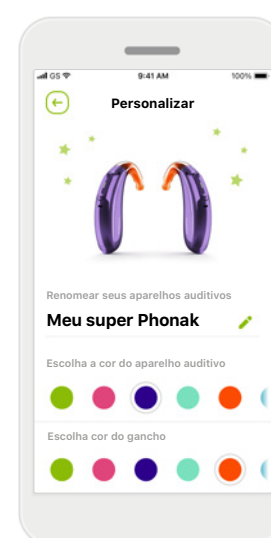 GS
9:41 AM
100%
Personalizar
Renomear seus aparelhos auditivos
Meu super Phonak
Escolha a cor do aparelho auditivo
Escolha cor do gancho